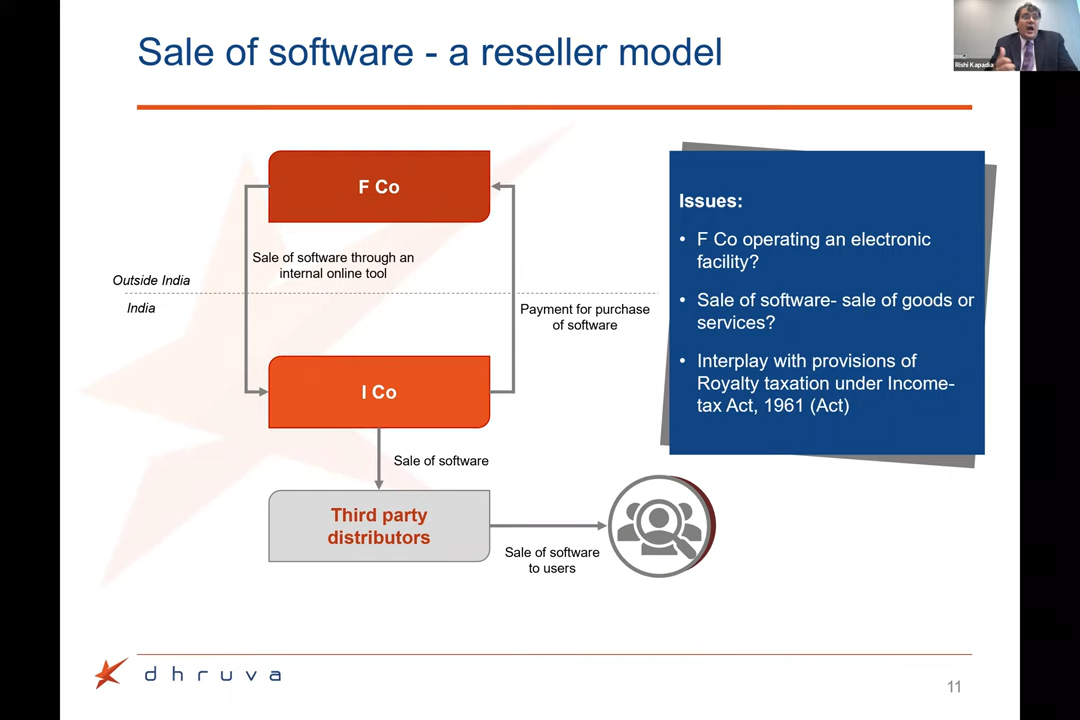 Sale of software - a reseller model
Rishi Kapadia
F Co
Sale of software through an
internal online tool
Outside India
India
Payment for purchase
of software
I Co
Sale of software
Third party
distributors
Sale of software
to users
Issues:
• F Co operating an electronic
facility?
• Sale of software- sale of goods or
services?
• Interplay with provisions of
Royalty taxation under Income-
tax Act, 1961 (Act)
dhruva
11